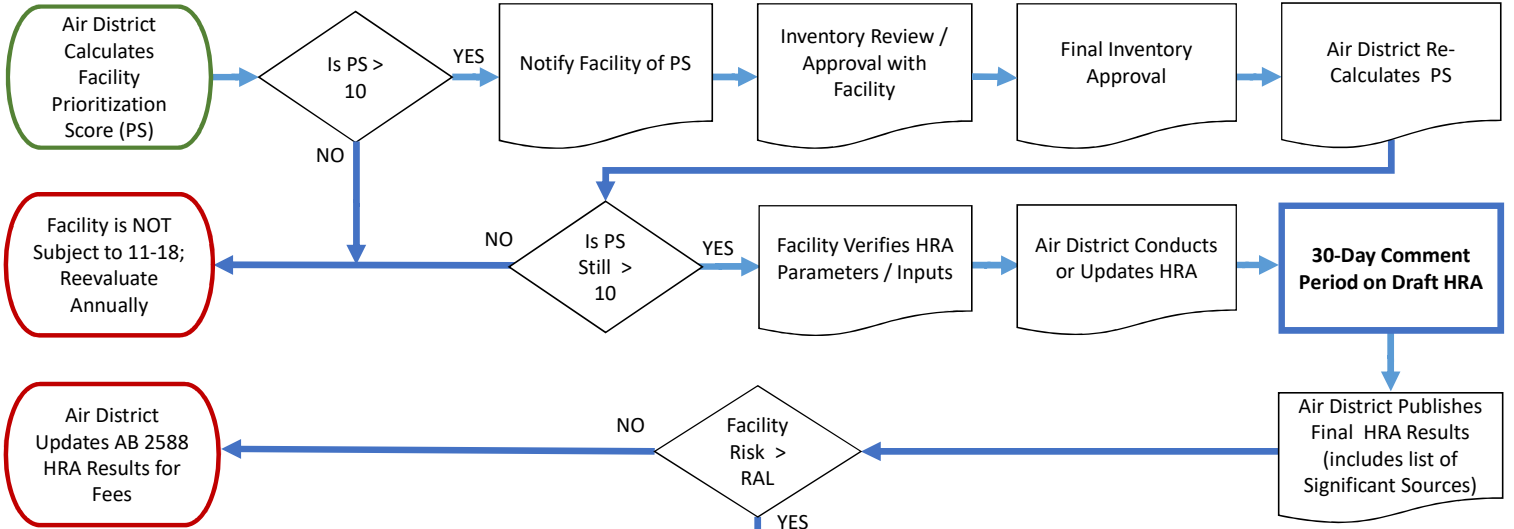 Air District
Calculates
Facility
Prioritization
Score (PS)
Is PS >
10
YES
NO
Notify Facility of PS
Inventory Review /
Approval with
Facility
Final Inventory
Approval
Air District Re-
Calculates PS
Facility is NOT
Subject to 11-18;
Reevaluate
Annually
NO
Is PS
Still >
10
YES
Facility Verifies HRA
Parameters / Inputs
Air District Conducts
or Updates HRA
30-Day Comment
Period on Draft HRA
Air District
Updates AB 2588
HRA Results for
Fees
NO
Facility
Risk >
RAL
YES
Air District Publishes
Final HRA Results
(includes list of
Significant Sources)